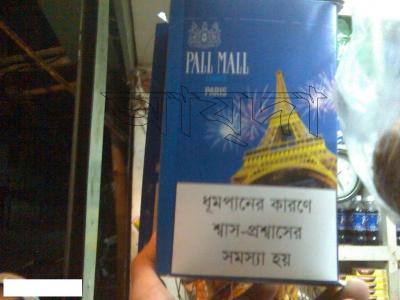 PALL MALL
PARIS
ধূমপানের কারণে
শ্বাস-প্রশ্বাসের
সমস্যা হয়